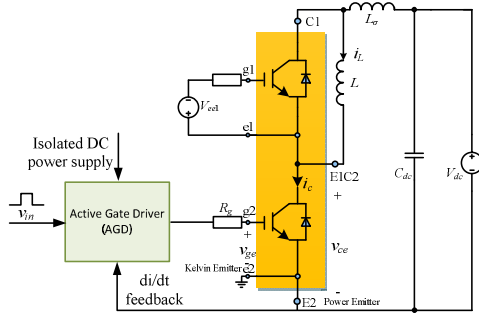 C1
Lσ
g1
iL
L
Vee1
e1
Isolated DC
power supply
E1C2
Cdc
Vdc
ic
+
vin
Active Gate Driver
(AGD)
Rg
g2
+
vge
vce
Kelvin Emitter
e2
di/dt
feedback
-
E2
Power Emitter